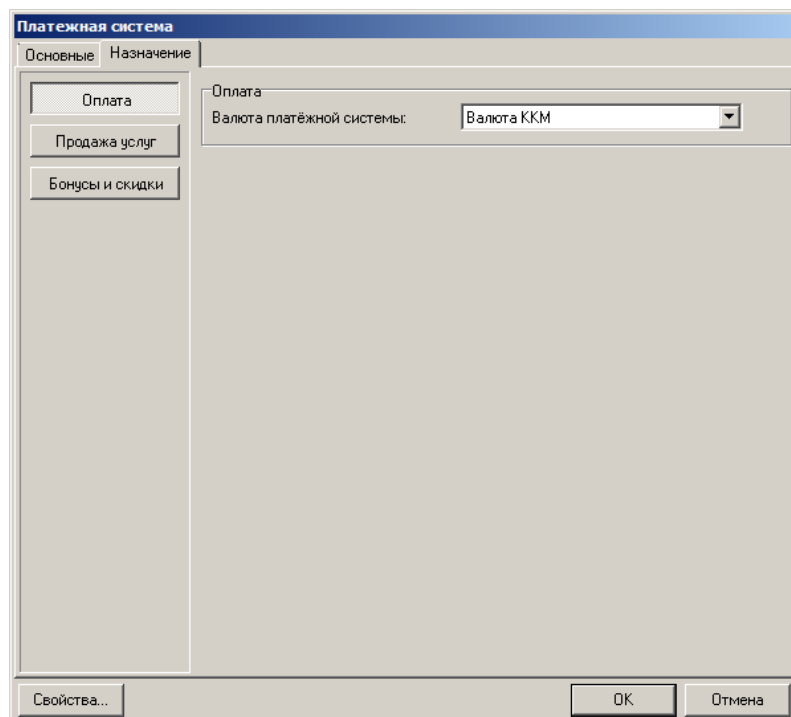 Платежная система
Основные Назначение
Оплата
Продажа услуг
Бонусы и скидки
Оплата
Валюта платёжной системы: Валюта ККМ
Свойства... OK Отмена